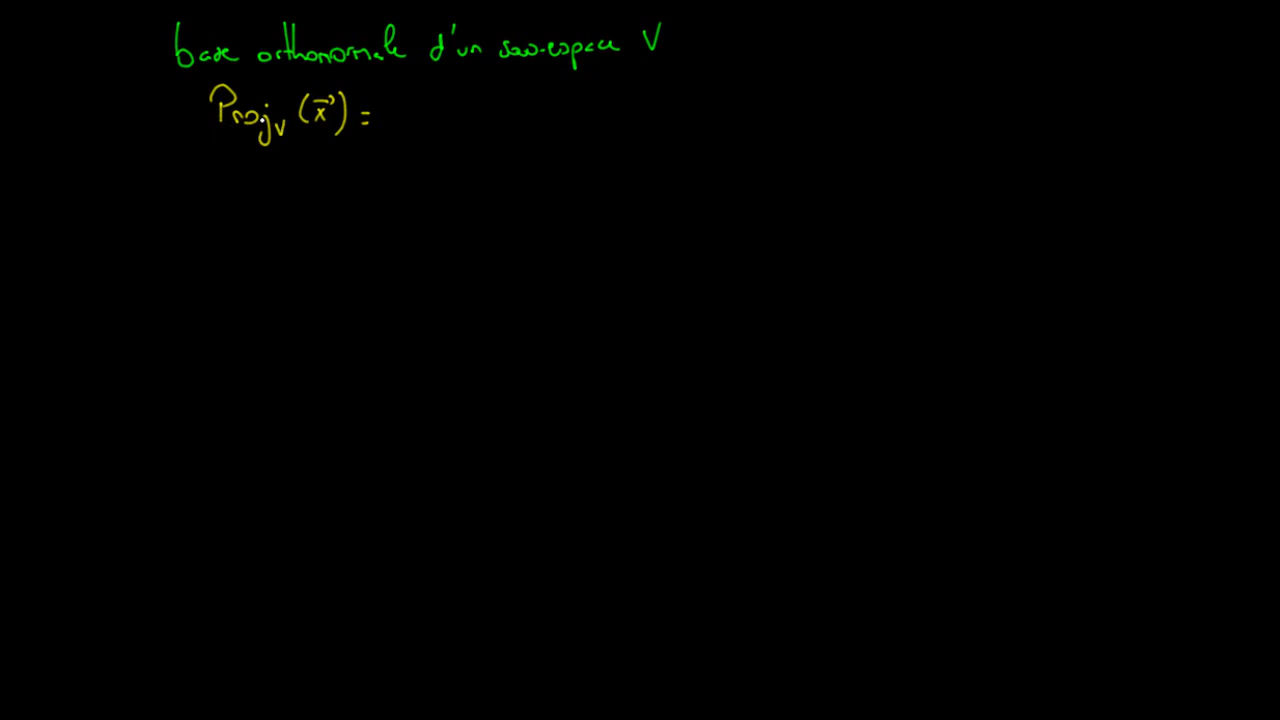 base orthonormale d'un sous-espace V
Proj_V (x⃗) =